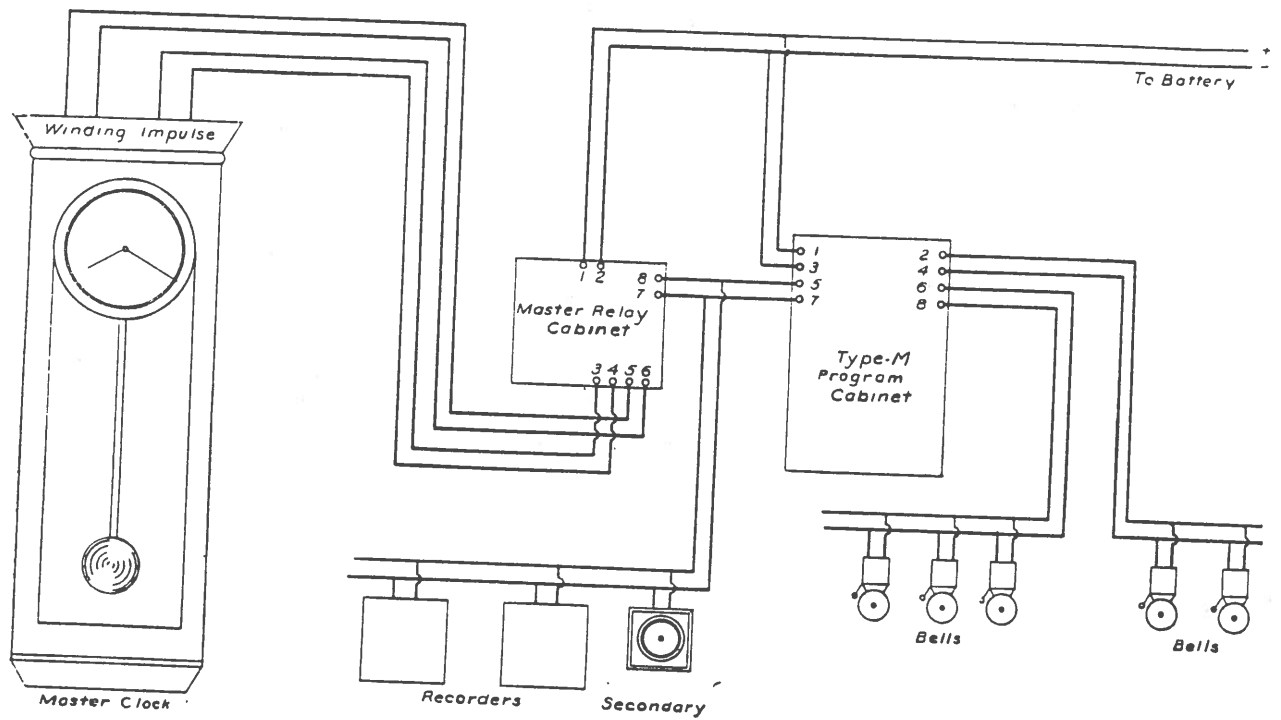 +
-
To Battery
Winding Impulse
1 2 8
7
Master Relay
Cabinet
3 4 5 6
1 2
3 4
5 6
7 8
Type-M
Program
Cabinet
Bells
Bells
Master Clock
Recorders
Secondary